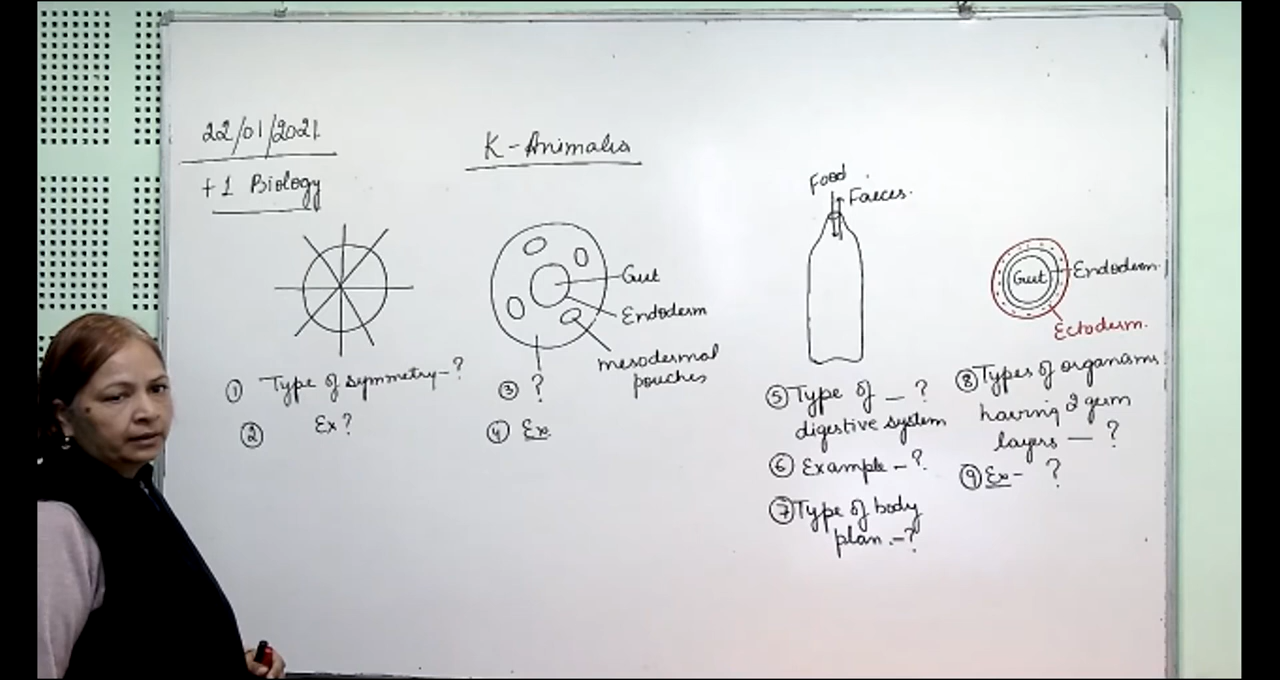 22/01/2021
+1 Biology
K-Animalia
① Type of symmetry-?
② Ex?
Gut
Endoderm
mesodermal
pouches
③ ?
④ Ex
Food
Faeces.
⑤ Type of _ ?
digestive system
⑥ Example -?
⑦ Type of body
plan.-?
Gut
Endoderm
Ectoderm.
⑧ Types of organisms
having 2 germ
layers — ?
⑨ Ex- ?